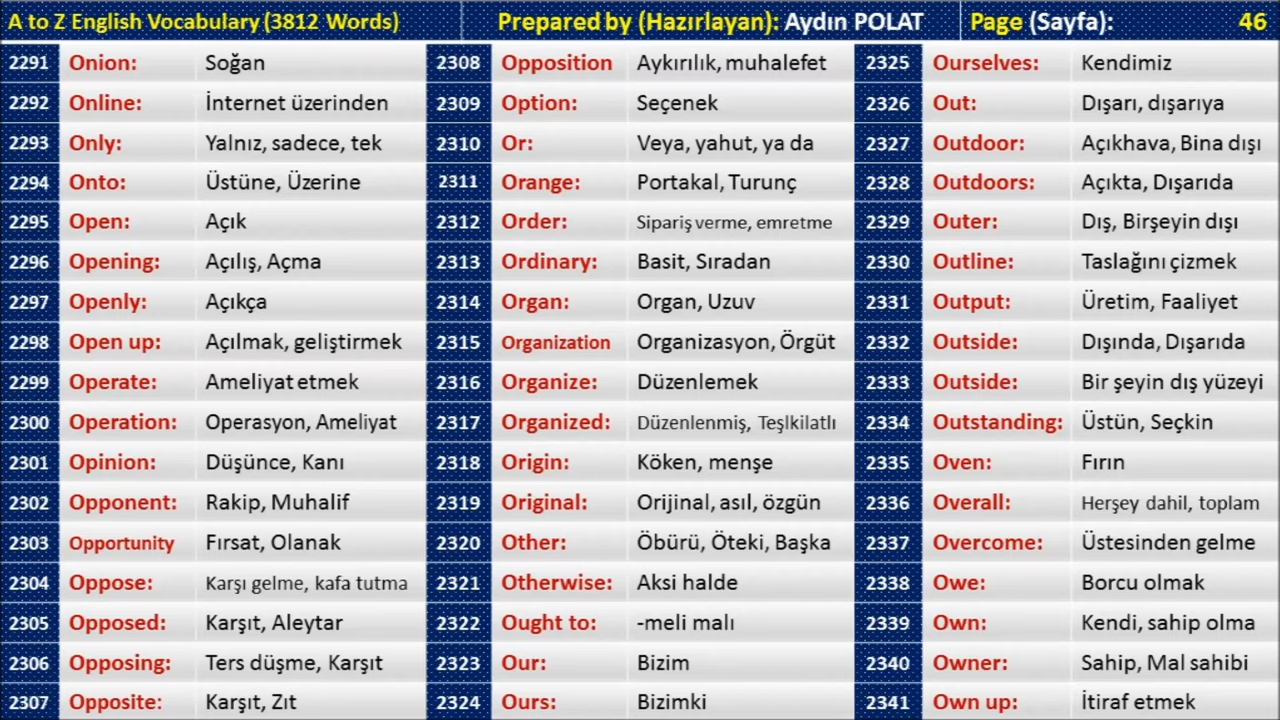 A to Z English Vocabulary (3812 Words) Prepared by (Hazırlayan): Aydın POLAT Page (Sayfa): 46
2291 Onion: Soğan
2292 Online: İnternet üzerinden
2293 Only: Yalnız, sadece, tek
2294 Onto: Üstüne, Üzerine
2295 Open: Açık
2296 Opening: Açılış, Açma
2297 Openly: Açıkça
2298 Open up: Açılmak, geliştirmek
2299 Operate: Ameliyat etmek
2300 Operation: Operasyon, Ameliyat
2301 Opinion: Düşünce, Kanı
2302 Opponent: Rakip, Muhalif
2303 Opportunity Fırsat, Olanak
2304 Oppose: Karşı gelme, kafa tutma
2305 Opposed: Karşıt, Aleytar
2306 Opposing: Ters düşme, Karşıt
2307 Opposite: Karşıt, Zıt
2308 Opposition Aykırılık, muhalefet
2309 Option: Seçenek
2310 Or: Veya, yahut, ya da
2311 Orange: Portakal, Turunç
2312 Order: Sipariş verme, emretme
2313 Ordinary: Basit, Sıradan
2314 Organ: Organ, Uzuv
2315 Organization Organizasyon, Örgüt
2316 Organize: Düzenlemek
2317 Organized: Düzenlenmiş, Teşlkilatlı
2318 Origin: Köken, menşe
2319 Original: Orijinal, asıl, özgün
2320 Other: Öbürü, Öteki, Başka
2321 Otherwise: Aksi halde
2322 Ought to: -meli malı
2323 Our: Bizim
2324 Ours: Bizimki
2325 Ourselves: Kendimiz
2326 Out: Dışarı, dışarıya
2327 Outdoor: Açıkhava, Bina dışı
2328 Outdoors: Açıkta, Dışarıda
2329 Outer: Dış, Birşeyin dışı
2330 Outline: Taslağını çizmek
2331 Output: Üretim, Faaliyet
2332 Outside: Dışında, Dışarıda
2333 Outside: Bir şeyin dış yüzeyi
2334 Outstanding: Üstün, Seçkin
2335 Oven: Fırın
2336 Overall: Herşey dahil, toplam
2337 Overcome: Üstesinden gelme
2338 Owe: Borcu olmak
2339 Own: Kendi, sahip olma
2340 Owner: Sahip, Mal sahibi
2341 Own up: İtiraf etmek